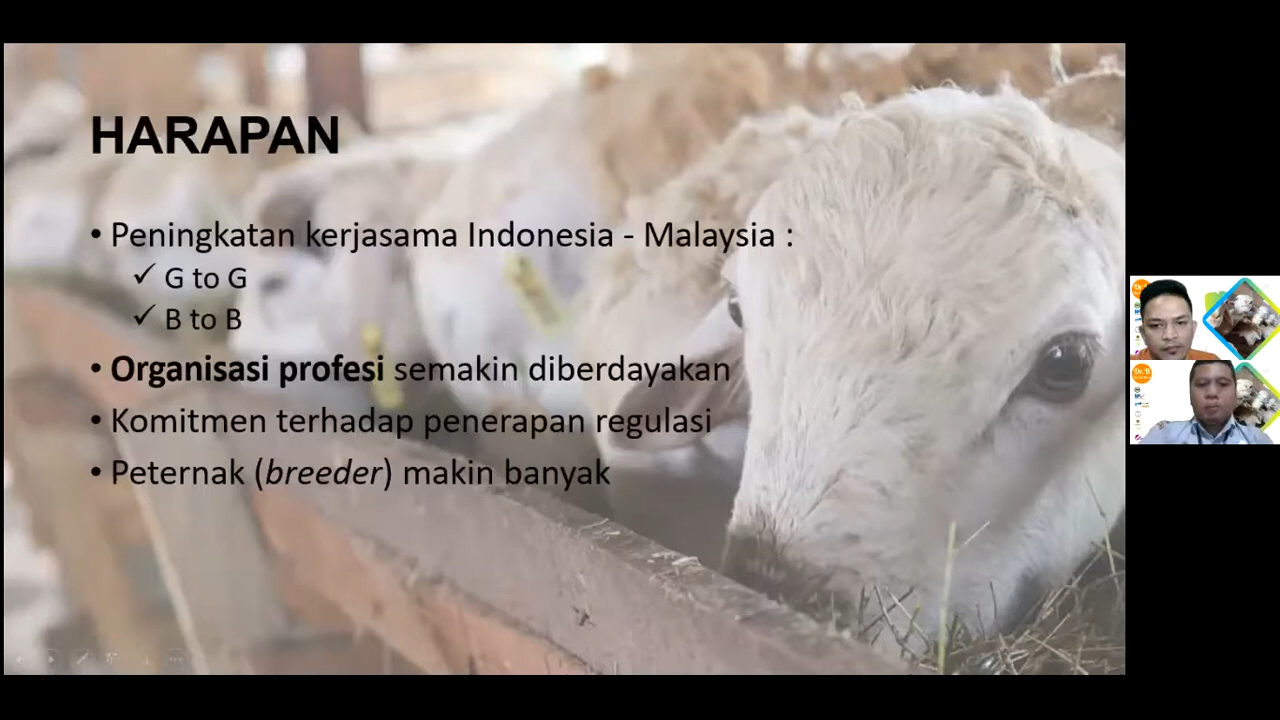 HARAPAN
• Peningkatan kerjasama Indonesia - Malaysia :
✓ G to G
✓ B to B
• Organisasi profesi semakin diberdayakan
• Komitmen terhadap penerapan regulasi
• Peternak (breeder) makin banyak